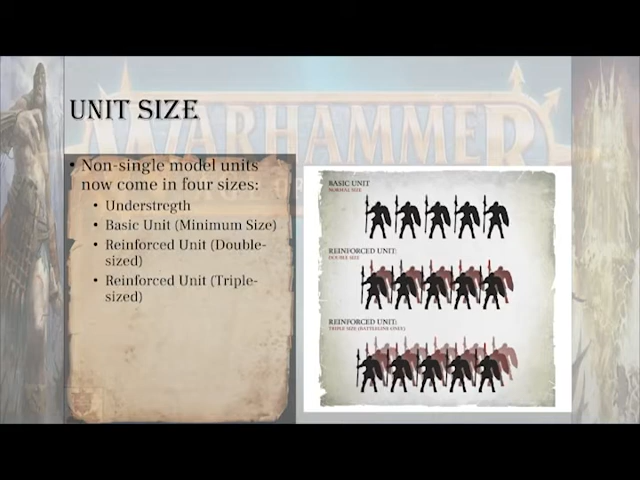 UNIT SIZE
WARHAMMER
• Non-single model units
now come in four sizes:
• Understregth
• Basic Unit (Minimum Size)
• Reinforced Unit (Double-
sized)
• Reinforced Unit (Triple-
sized)
BASIC UNIT
NORMAL SIZE
REINFORCED UNIT:
DOUBLE SIZE
REINFORCED UNIT:
TRIPLE SIZE (BATTLELINE ONLY)